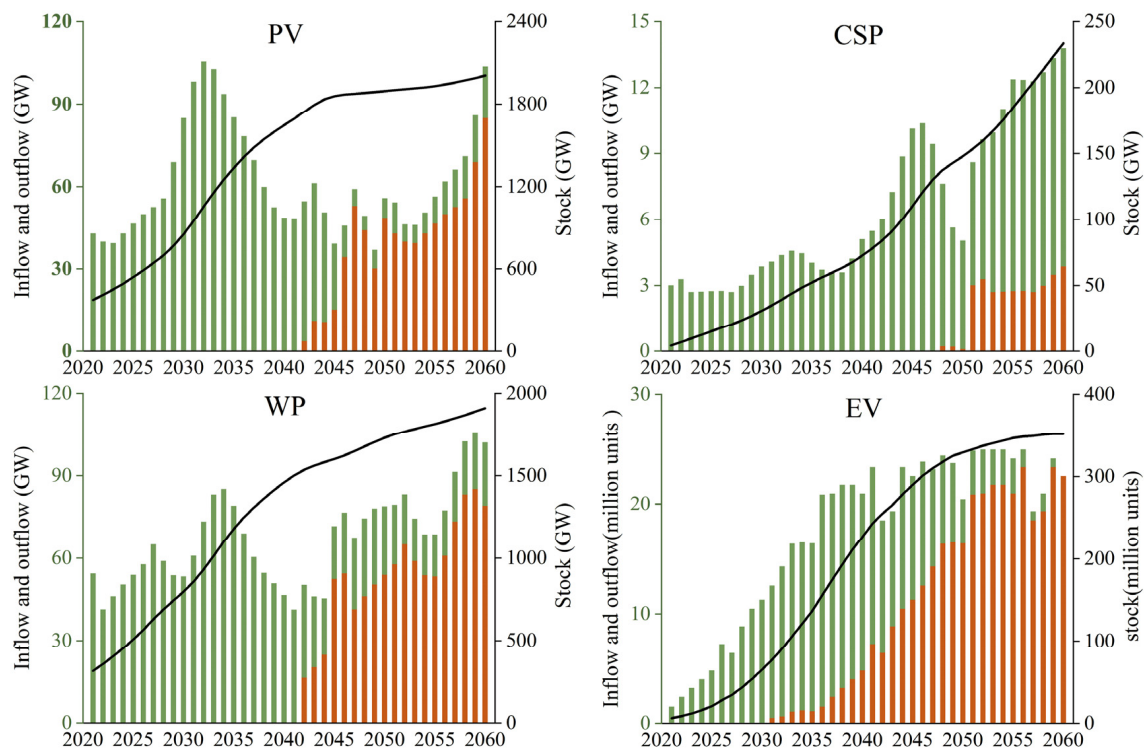 PV
Inflow and outflow (GW)
120
90
60
30
0
2400
1800
1200
600
0
Stock (GW)
2020 2025 2030 2035 2040 2045 2050 2055 2060
CSP
Inflow and outflow (GW)
15
12
9
6
3
0
250
200
150
100
50
0
Stock (GW)
2020 2025 2030 2035 2040 2045 2050 2055 2060
WP
Inflow and outflow (GW)
120
90
60
30
0
2000
1500
1000
500
0
Stock (GW)
2020 2025 2030 2035 2040 2045 2050 2055 2060
EV
Inflow and outflow(million units )
30
20
10
0
400
300
200
100
0
stock(million units)
2020 2025 2030 2035 2040 2045 2050 2055 2060